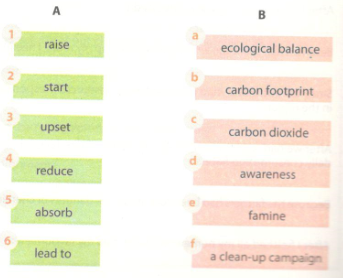 A B
1 raise a ecological balance
2 start b carbon footprint
3 upset c carbon dioxide
4 reduce d awareness
5 absorb e famine
6 lead to f a clean-up campaign